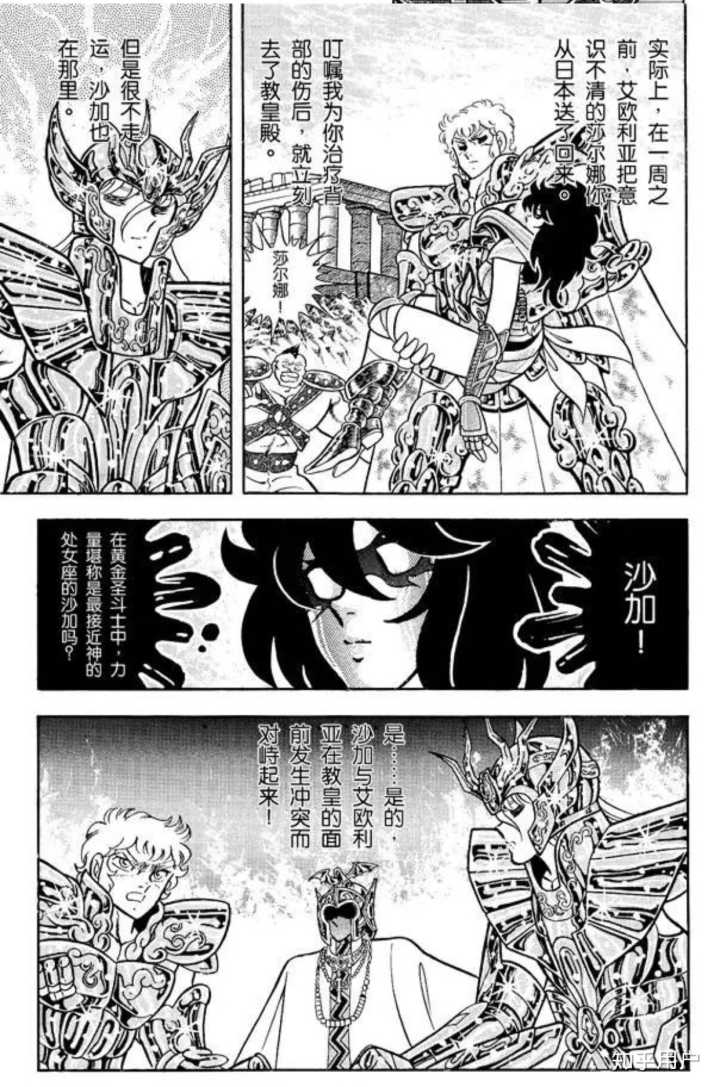 实际上，在一周之
前，艾欧利亚把意
识不清的莎尔娜你
从日本送了回来。
叮嘱我为你治疗背
部的伤后，就立刻
去了教皇殿。
莎尔娜！
但是很不走
运，沙加也
在那里。
沙加！
在黄金圣斗士中，力
量堪称是最接近神的
处女座的沙加吗？
是……是的，
沙加与艾欧利
亚在教皇的面
前发生冲突而
对峙起来！
知乎用户